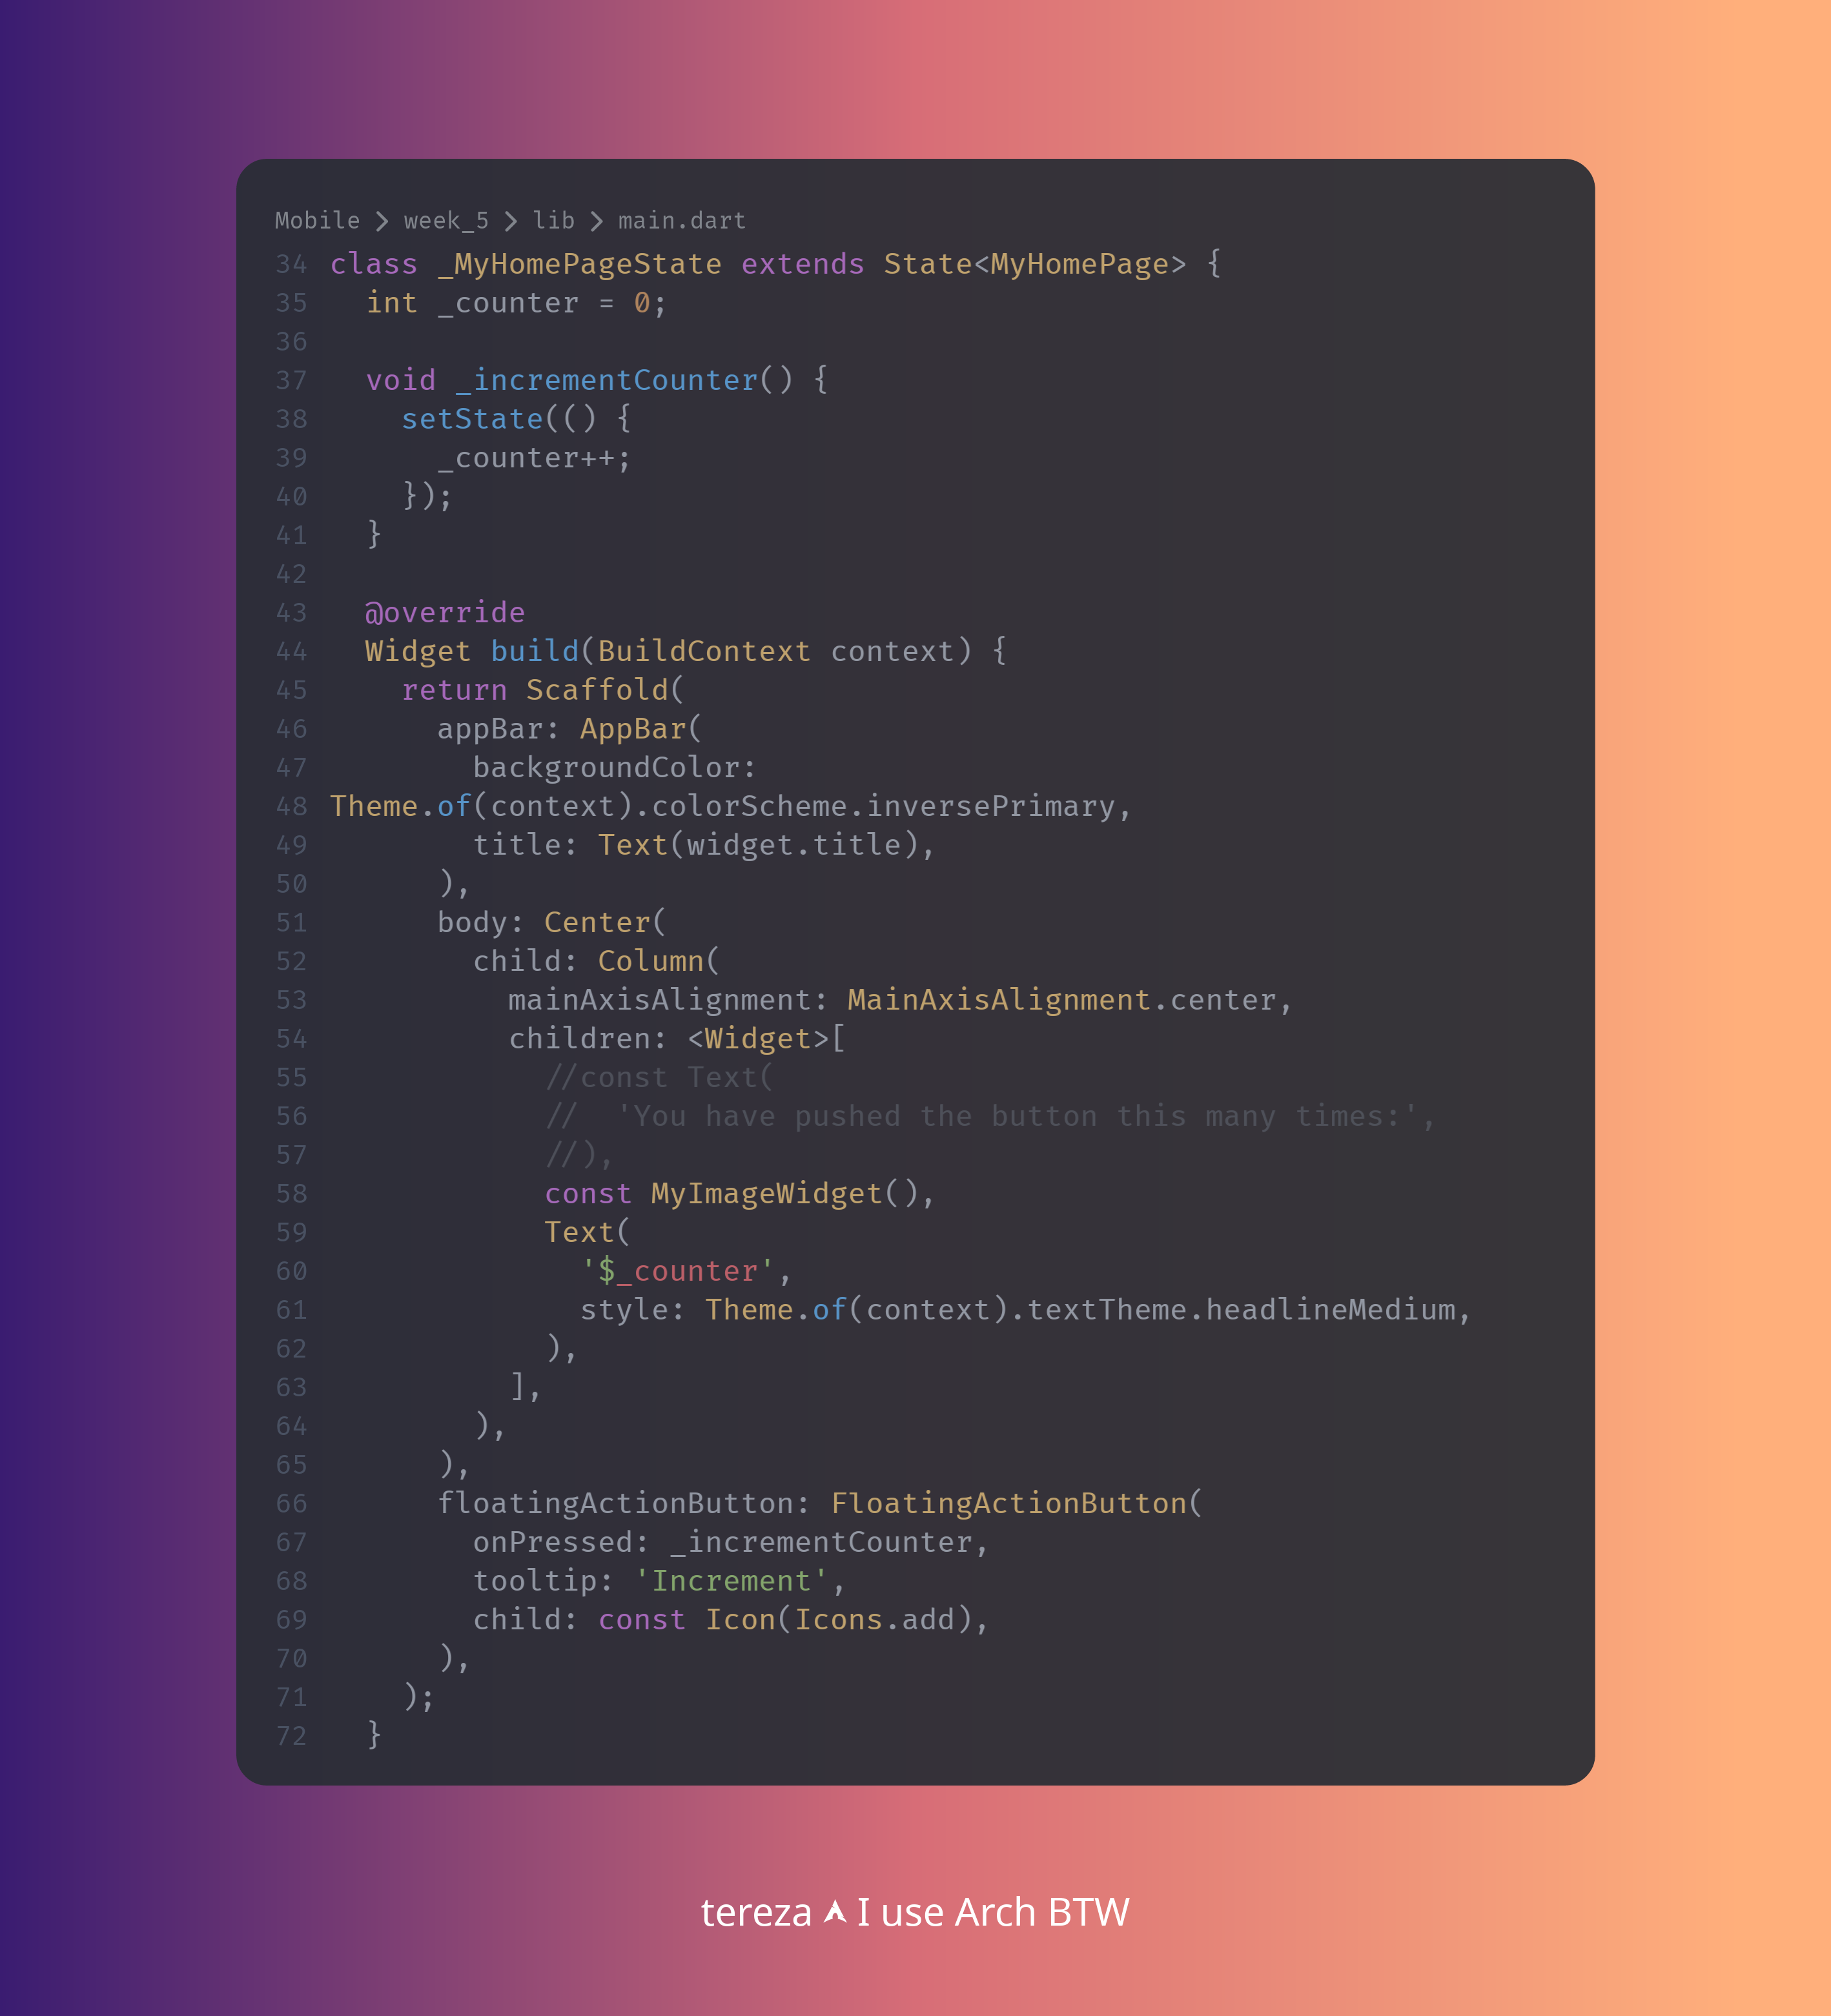 Mobile > week_5 > lib > main.dart
34 class _MyHomePageState extends State<MyHomePage> {
35   int _counter = 0;
36
37   void _incrementCounter() {
38     setState(() {
39       _counter++;
40     });
41   }
42
43   @override
44   Widget build(BuildContext context) {
45     return Scaffold(
46       appBar: AppBar(
47         backgroundColor:
48 Theme.of(context).colorScheme.inversePrimary,
49         title: Text(widget.title),
50       ),
51       body: Center(
52         child: Column(
53           mainAxisAlignment: MainAxisAlignment.center,
54           children: <Widget>[
55             //const Text(
56             //  'You have pushed the button this many times:',
57             //),
58             const MyImageWidget(),
59             Text(
60               '$_counter',
61               style: Theme.of(context).textTheme.headlineMedium,
62             ),
63           ],
64         ),
65       ),
66       floatingActionButton: FloatingActionButton(
67         onPressed: _incrementCounter,
68         tooltip: 'Increment',
69         child: const Icon(Icons.add),
70       ),
71     );
72   }
tereza I use Arch BTW